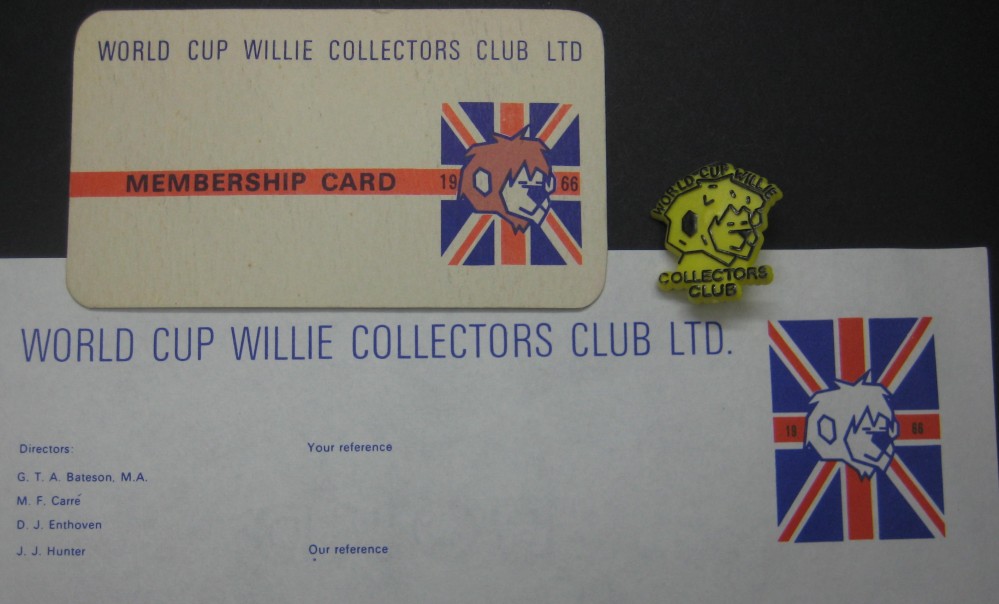 WORLD CUP WILLIE COLLECTORS CLUB LTD
MEMBERSHIP CARD
19 66
WORLD CUP WILLIE
COLLECTORS
CLUB
WORLD CUP WILLIE COLLECTORS CLUB LTD.
19 66
Directors:
G. T. A. Bateson, M.A.
M. F. Carré
D. J. Enthoven
J. J. Hunter
Your reference
Our reference